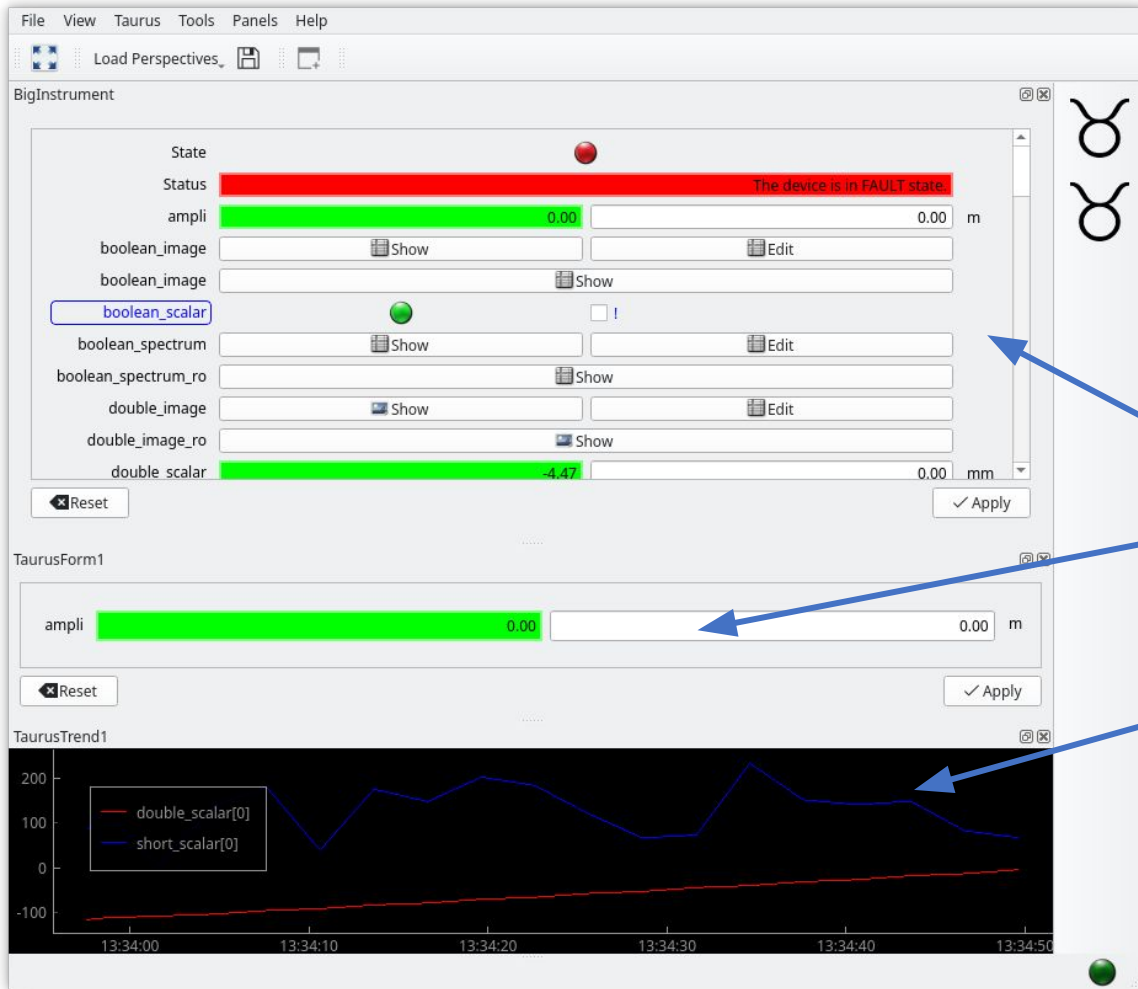 File View Taurus Tools Panels Help
Load Perspectives
BigInstrument
State
Status The device is in FAULT state.
ampli 0.00 0.00 m
boolean_image Show Edit
boolean_image Show
boolean_scalar !
boolean_spectrum Show Edit
boolean_spectrum_ro Show
double_image Show Edit
double_image_ro Show
double_scalar -4.47 0.00 mm
Reset Apply
TaurusForm1
ampli 0.00 0.00 m
Reset Apply
TaurusTrend1
200
double_scalar[0]
100
short_scalar[0]
0
-100
13:34:00 13:34:10 13:34:20 13:34:30 13:34:40 13:34:50